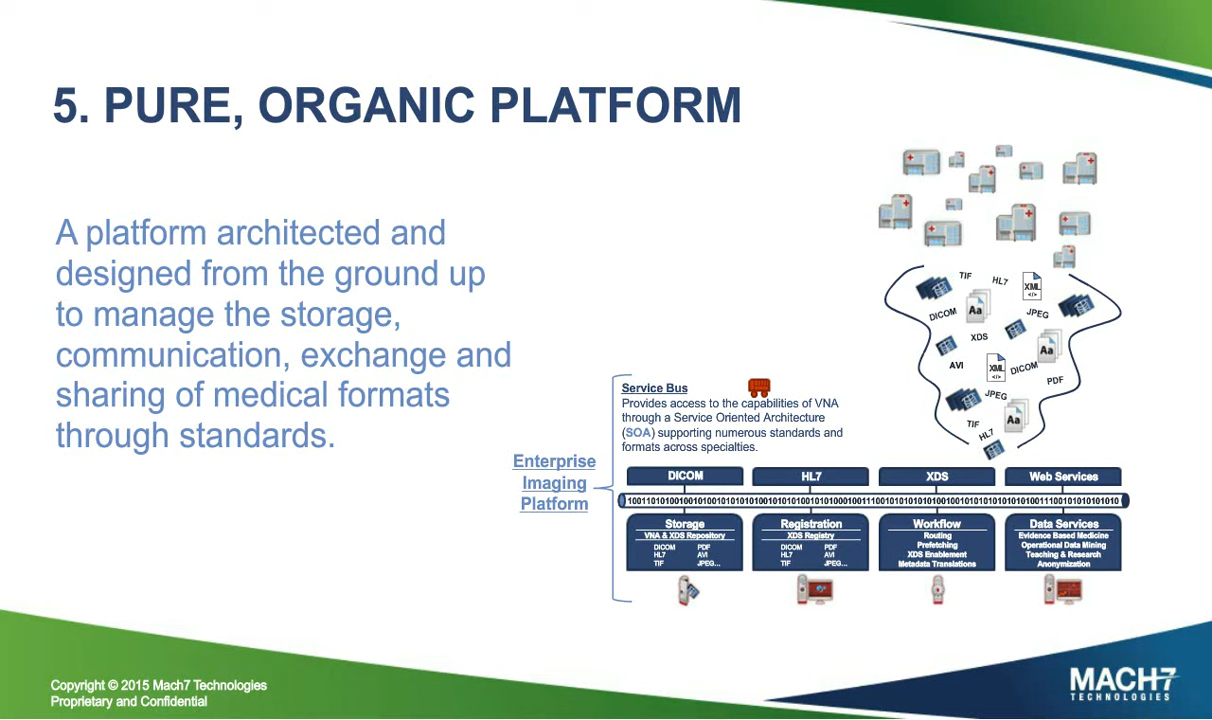 5. PURE, ORGANIC PLATFORM
A platform architected and
designed from the ground up
to manage the storage,
communication, exchange and
sharing of medical formats
through standards.
TIF
HL7
XML
</>
DICOM
Aa
JPEG
XDS
Aa
AVI
XML
</>
DICOM
PDF
JPEG
Aa
TIF
HL7
Service Bus
Provides access to the capabilities of VNA
through a Service Oriented Architecture
(SOA) supporting numerous standards and
formats across specialties.
Enterprise
Imaging
Platform
DICOM
HL7
XDS
Web Services
Storage
VNA & XDS Repository
DICOM PDF
HL7 AVI
TIF JPEG...
Registration
XDS Registry
DICOM PDF
HL7 AVI
TIF JPEG...
Workflow
Routing
Prefetching
XDS Enablement
Metadata Translations
Data Services
Evidence Based Medicine
Operational Data Mining
Teaching & Research
Anonymization
Copyright © 2015 Mach7 Technologies
Proprietary and Confidential
MACH7
TECHNOLOGIES